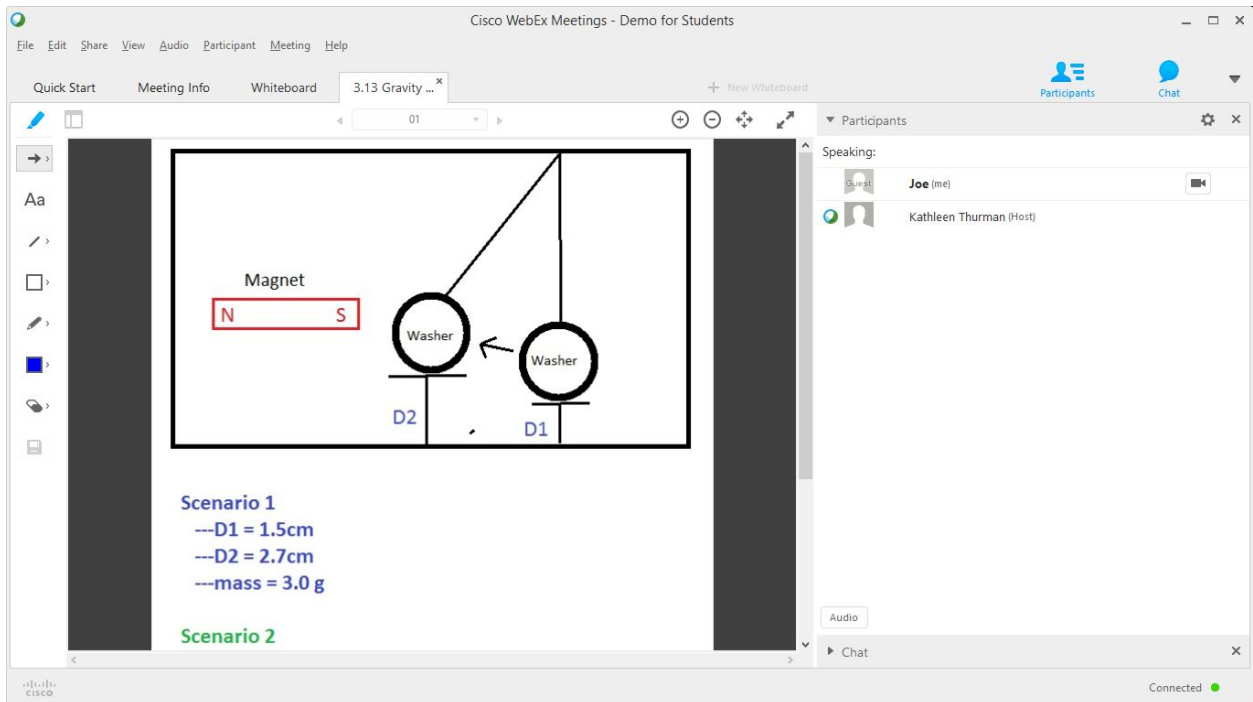 Cisco WebEx Meetings - Demo for Students
File Edit Share View Audio Participant Meeting Help
Quick Start Meeting Info Whiteboard 3.13 Gravity ... × + New Whiteboard Participants Chat
01
Participants
Speaking:
Guest Joe (me)
Kathleen Thurman (Host)
Aa
Magnet
N S
Washer
Washer
D2
D1
Scenario 1
---D1 = 1.5cm
---D2 = 2.7cm
---mass = 3.0 g
Scenario 2
Audio
Chat
CISCO
Connected